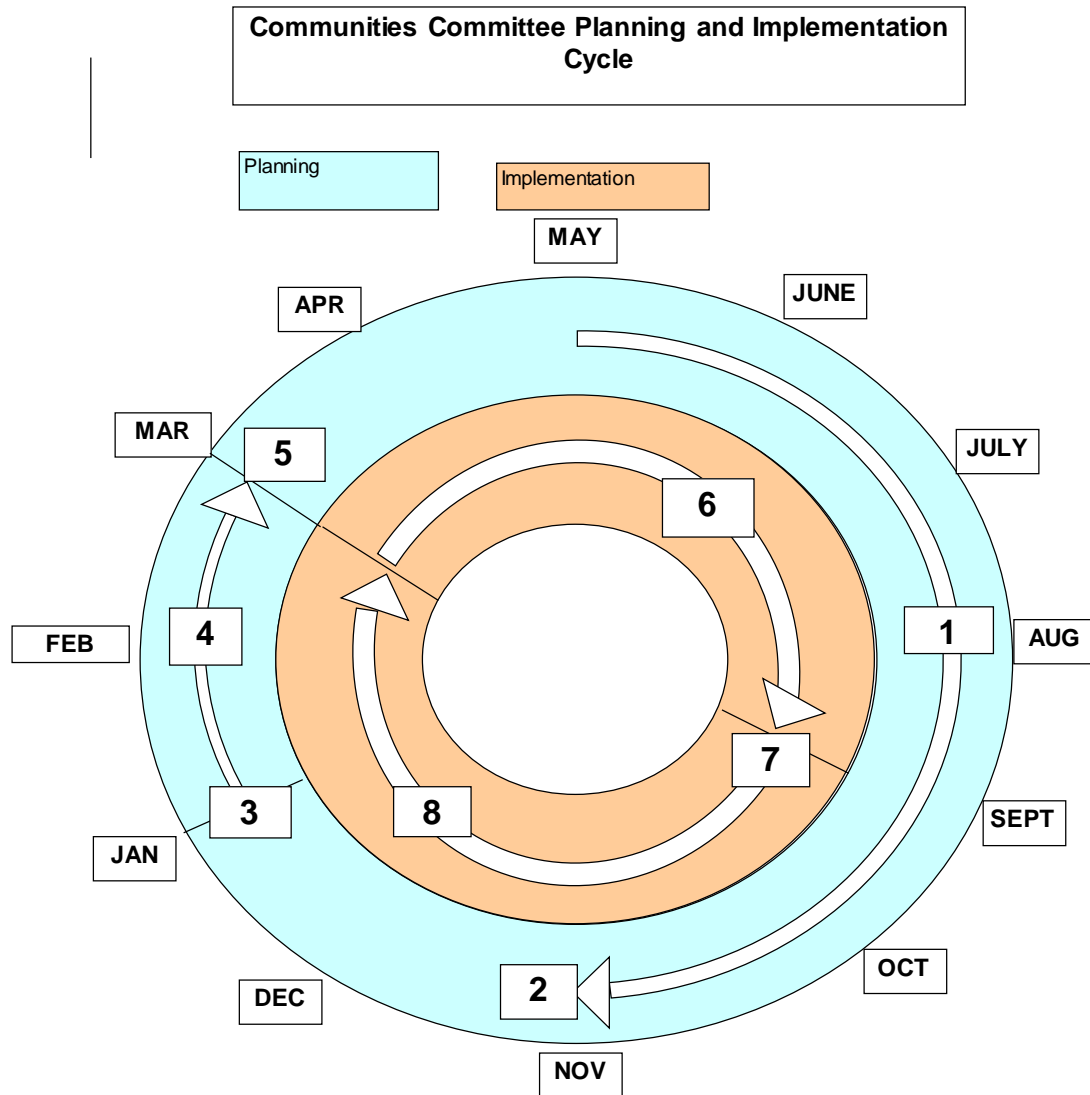 Communities Committee Planning and Implementation
Cycle
Planning
Implementation
MAY
APR
JUNE
MAR
5
JULY
6
4
1
FEB
AUG
7
3
8
SEPT
JAN
2
OCT
DEC
NOV